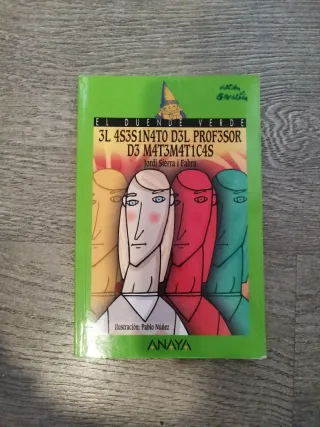 EL DUENDE VERDE
3L 4S3S1N4TO D3L PROF3SOR
D3 M4T3M4T1C4S
Jordi Sierra i Fabra
Ilustración: Pablo Núñez
ANAYA